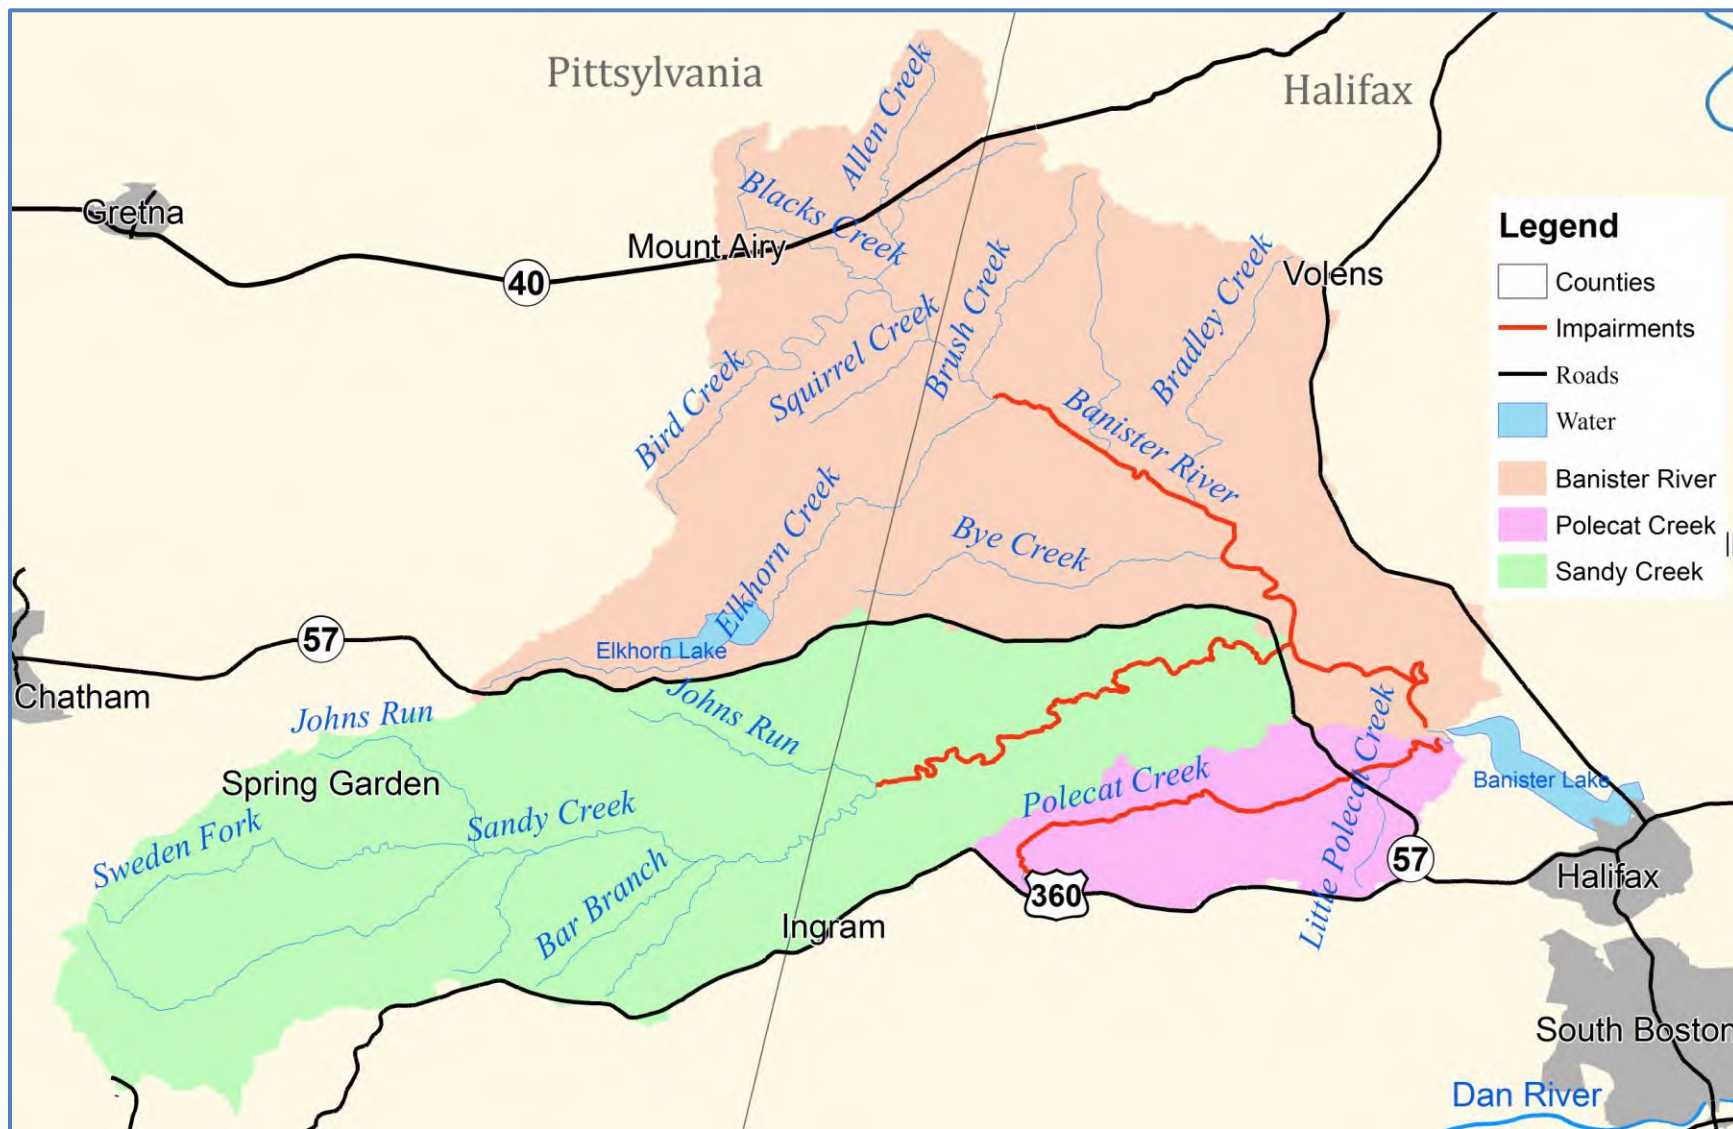 Pittsylvania
Halifax
Allen Creek
Blacks Creek
Gretna
Mount Airy
40
Volens
Brush Creek
Bradley Creek
Squirrel Creek
Bird Creek
Banister River
Elkhorn Creek
Bye Creek
57
Elkhorn Lake
Chatham
Johns Run
Johns Run
Spring Garden
Sweden Fork
Sandy Creek
Bar Branch
Polecat Creek
Little Polecat Creek
Banister Lake
360
57
Ingram
Halifax
South Boston
Dan River
Legend
Counties
Impairments
Roads
Water
Banister River
Polecat Creek
Sandy Creek